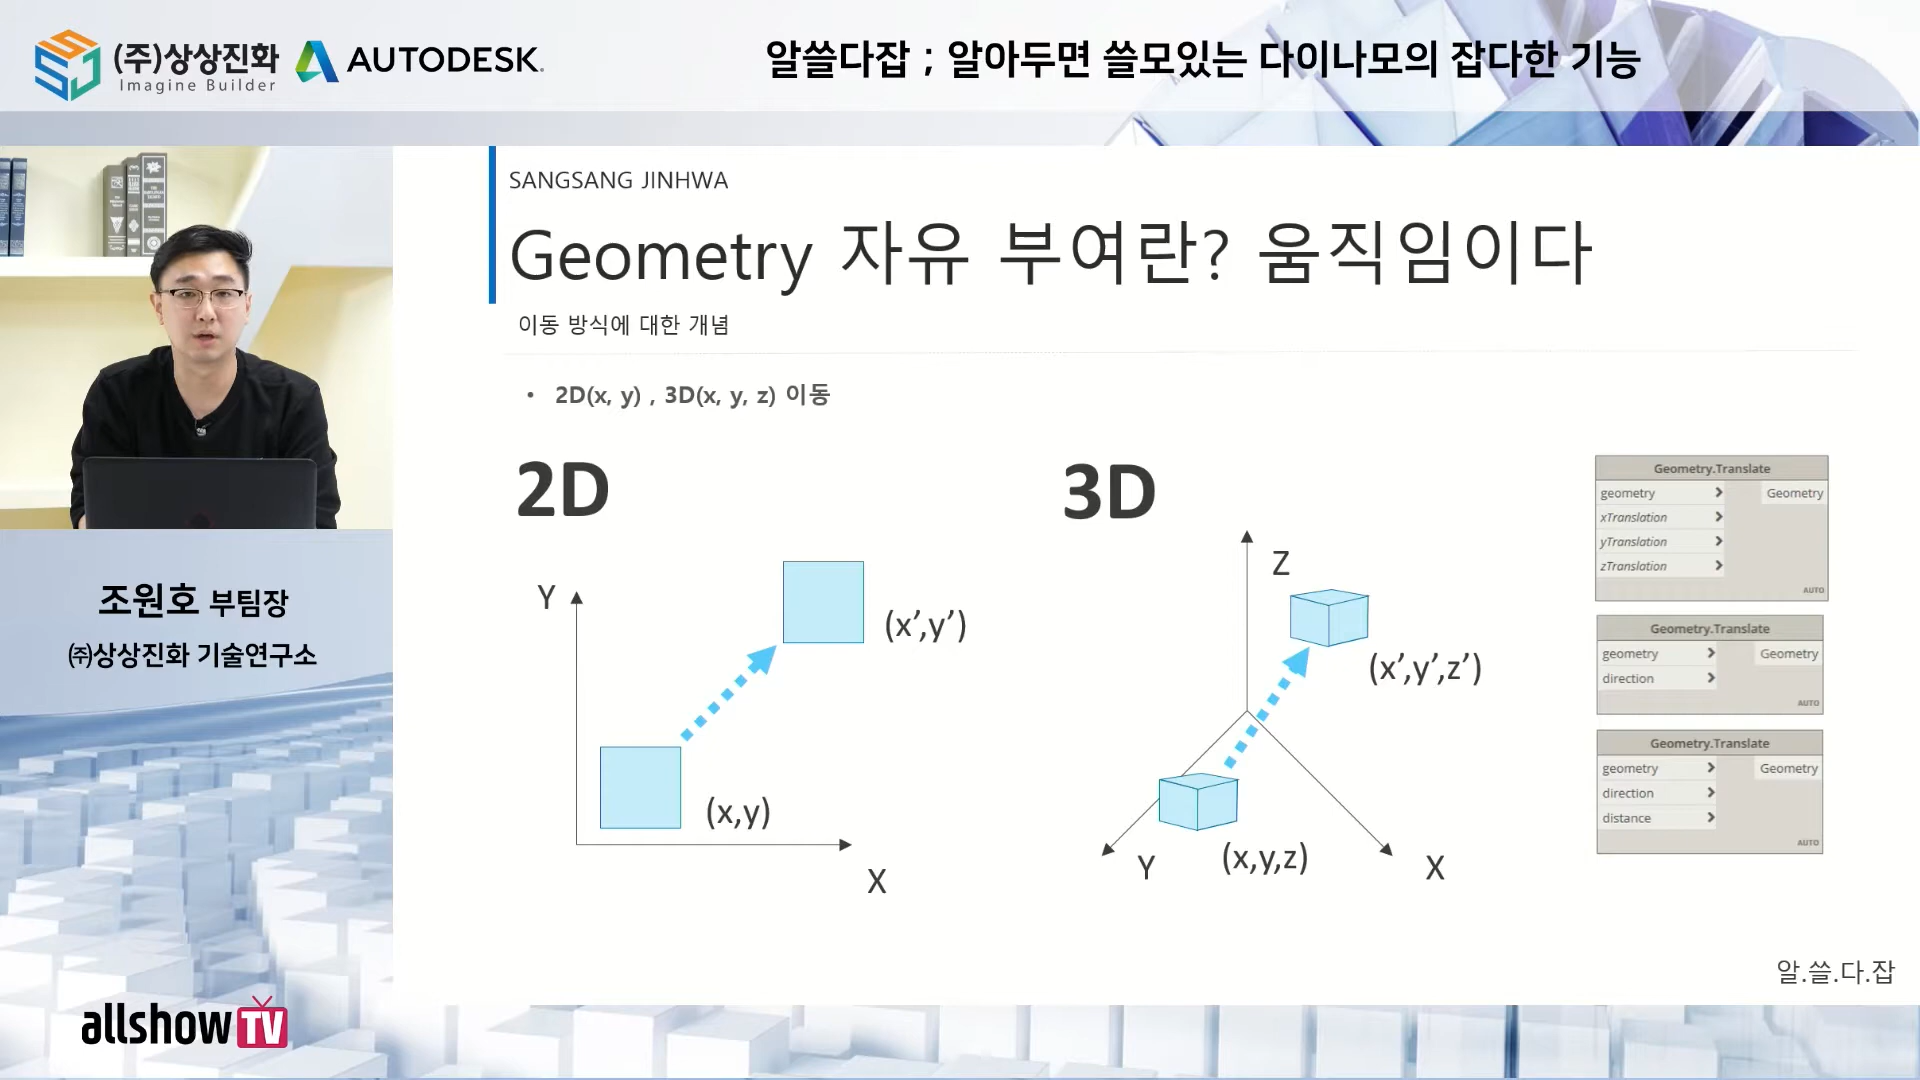 (주)상상진화
Imagine Builder
AUTODESK.
알쓸다잡 ; 알아두면 쓸모있는 다이나모의 잡다한 기능
SANGSANG JINHWA
Geometry 자유 부여란? 움직임이다
이동 방식에 대한 개념
• 2D(x, y) , 3D(x, y, z) 이동
2D
Y
(x’,y’)
(x,y)
X
3D
Z
(x’,y’,z’)
(x,y,z)
Y
X
Geometry.Translate
geometry > Geometry
xTranslation >
yTranslation >
zTranslation >
AUTO
Geometry.Translate
geometry > Geometry
direction >
AUTO
Geometry.Translate
geometry > Geometry
direction >
distance >
AUTO
조원호 부팀장
㈜상상진화 기술연구소
allshow TV
알.쓸.다.잡